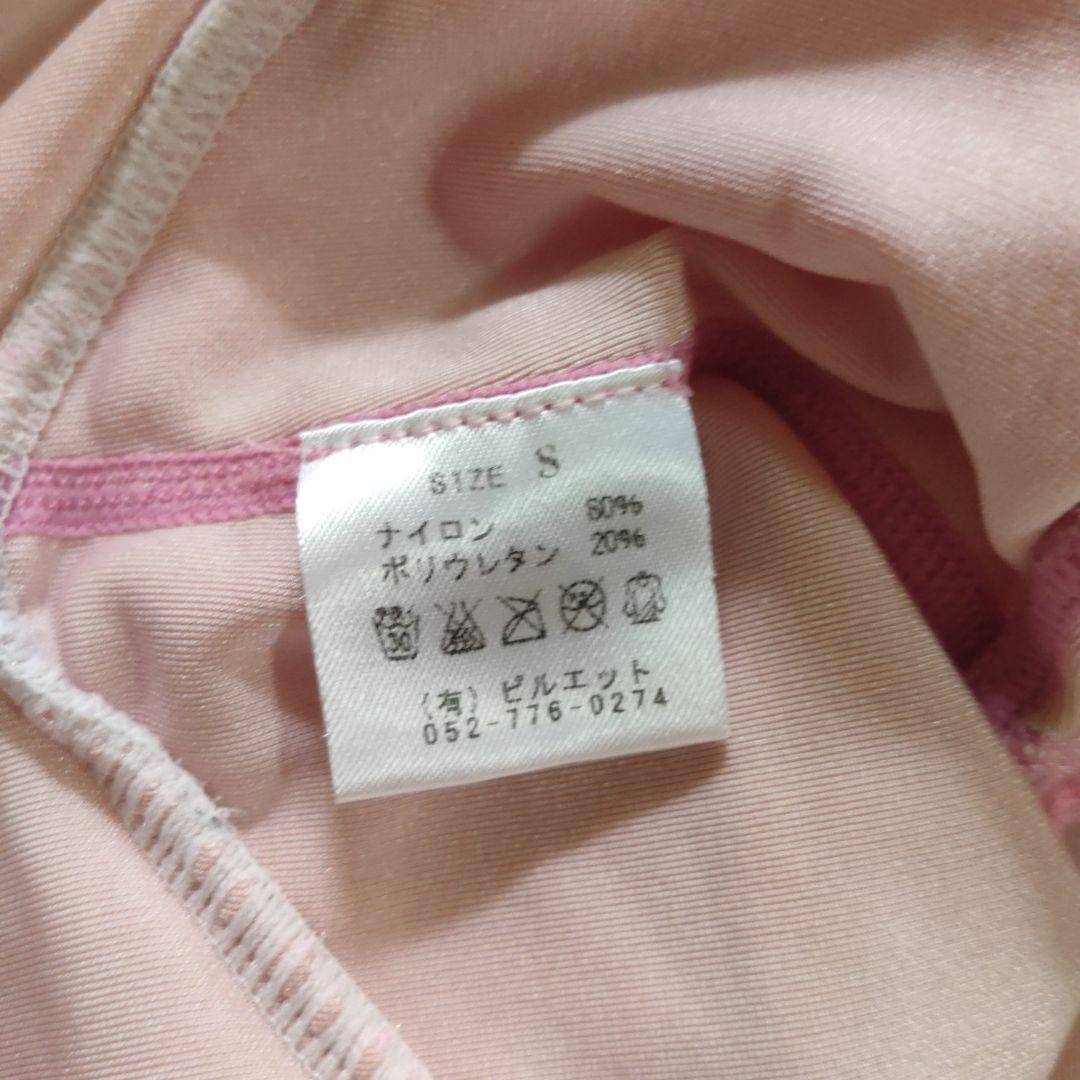 SIZE S
ナイロン 80%
ポリウレタン 20%
30
(有) ピルエット
052-776-0274